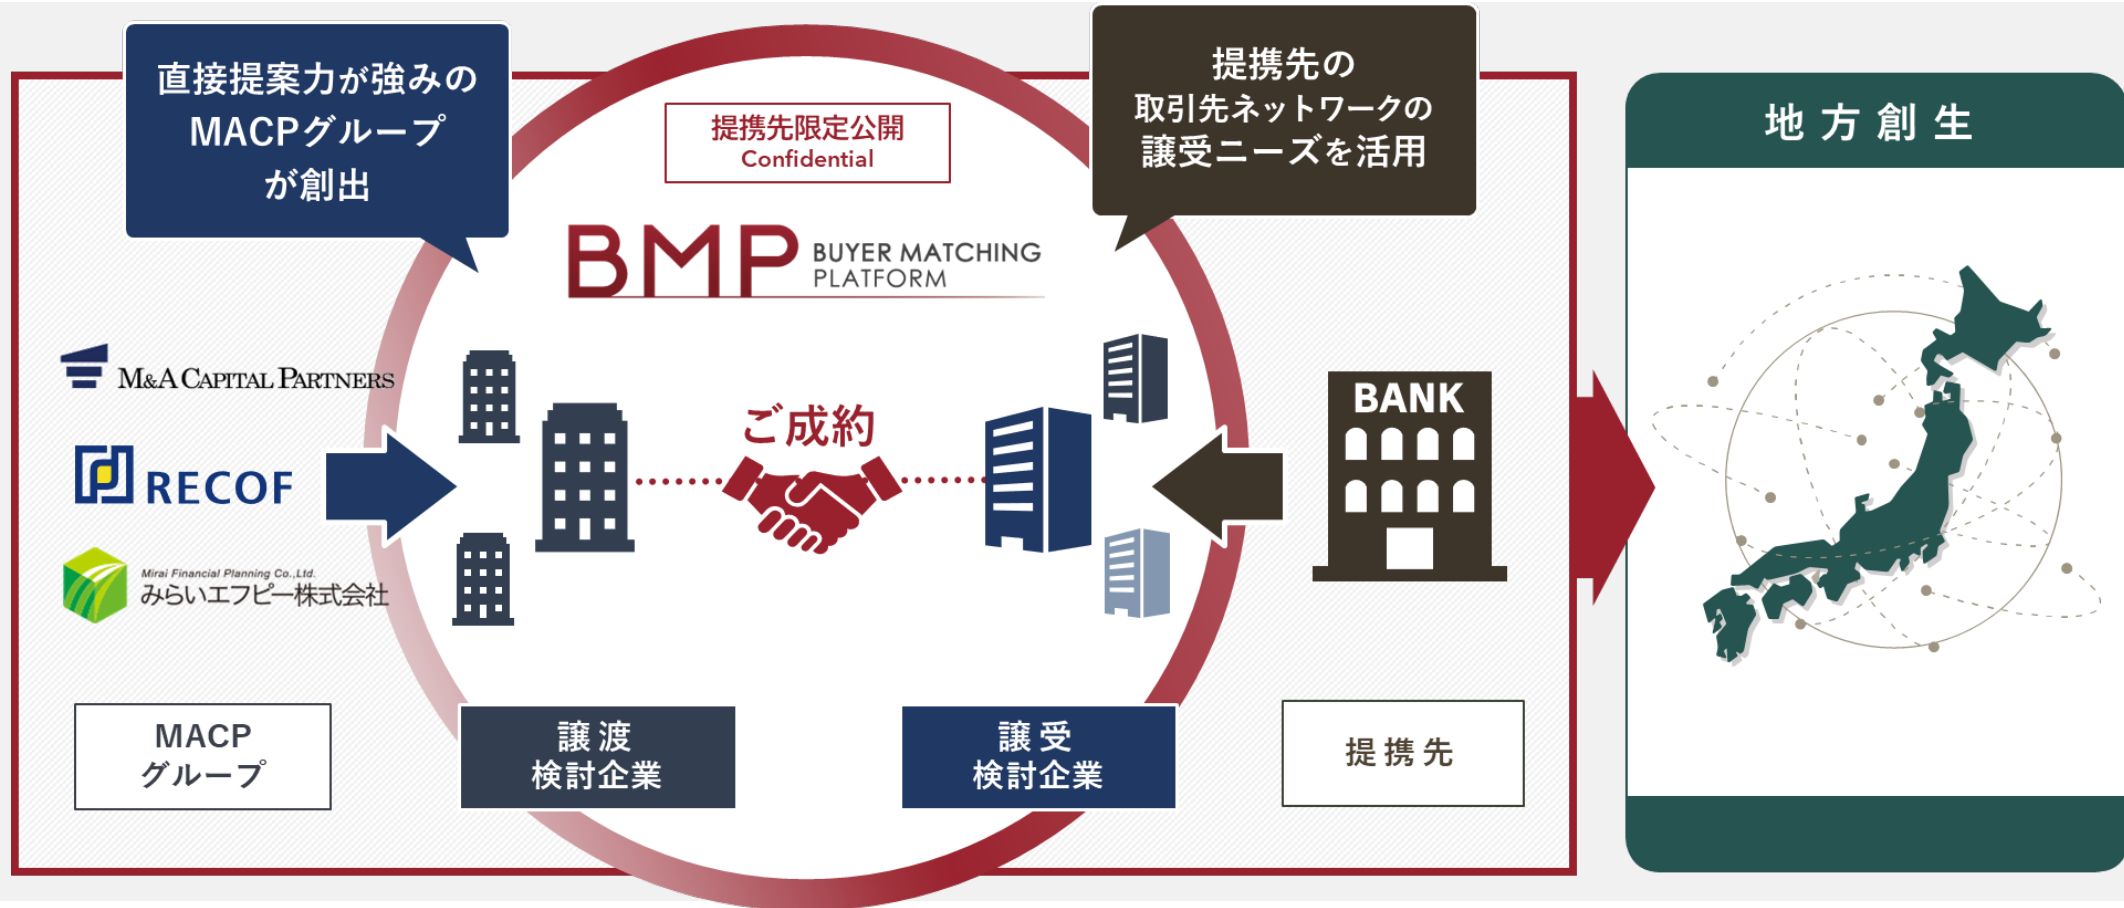 直接提案力が強みの
MACPグループ
が創出
提携先限定公開
Confidential
提携先の
取引先ネットワークの
譲受ニーズを活用
地方創生
BMP BUYER MATCHING
PLATFORM
M&A CAPITAL PARTNERS
RECOF
Mirai Financial Planning Co.,Ltd.
みらいエフピー株式会社
ご成約
BANK
MACP
グループ
譲渡
検討企業
譲受
検討企業
提携先